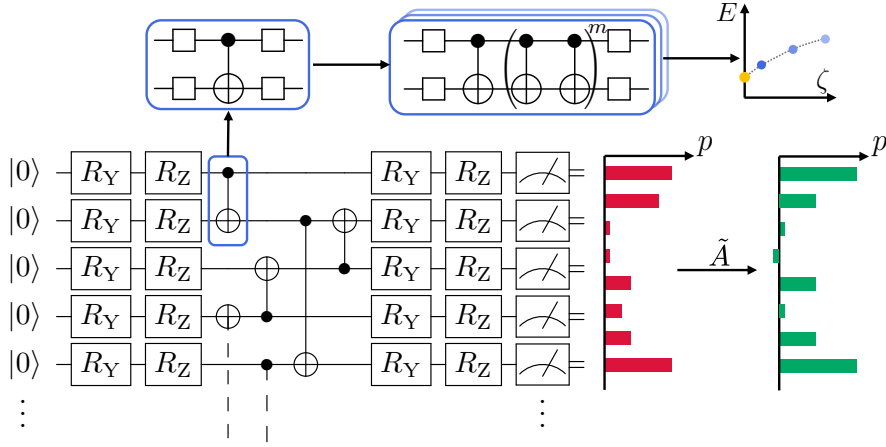 E
m
ζ
|0⟩ R_Y R_Z R_Y R_Z p p
|0⟩ R_Y R_Z R_Y R_Z
|0⟩ R_Y R_Z R_Y R_Z Ã
|0⟩ R_Y R_Z R_Y R_Z
|0⟩ R_Y R_Z R_Y R_Z